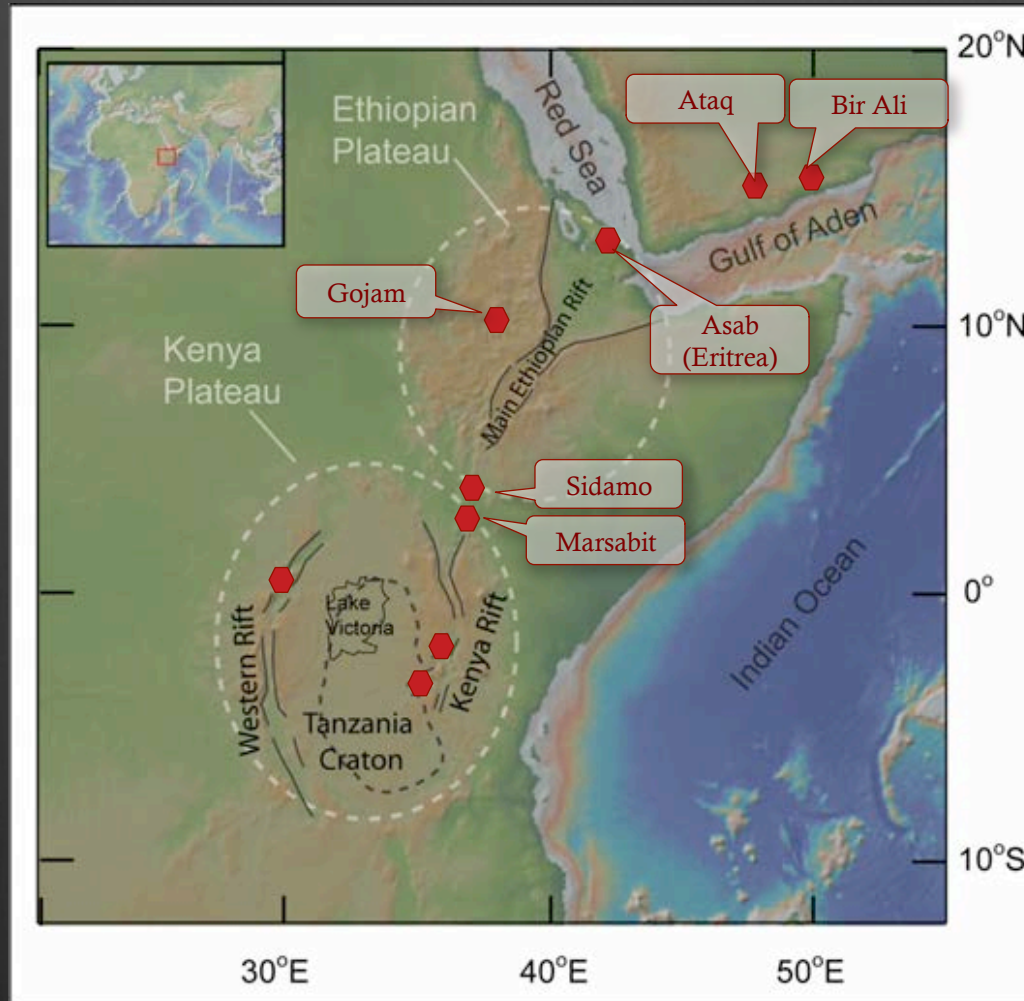 20°N
Ataq
Bir Ali
Ethiopian
Plateau
Red Sea
Gulf of Aden
Gojam
10°N
Asab
(Eritrea)
Main Ethiopian Rift
Kenya
Plateau
Sidamo
Marsabit
Indian Ocean
0°
Lake
Victoria
Western Rift
Kenya Rift
Tanzania
Craton
10°S
30°E
40°E
50°E